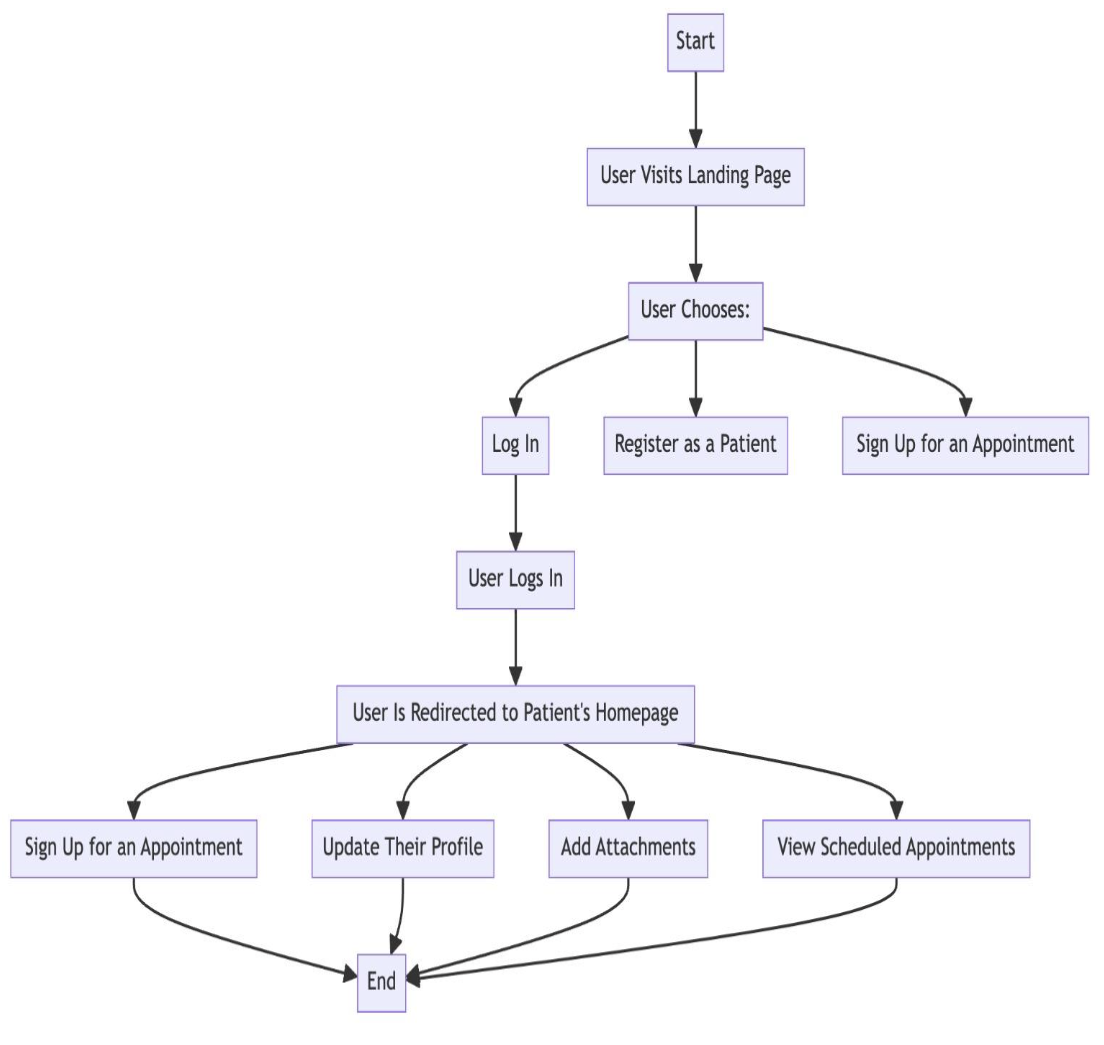 Start
User Visits Landing Page
User Chooses:
Log In
Register as a Patient
Sign Up for an Appointment
User Logs In
User Is Redirected to Patient's Homepage
Sign Up for an Appointment
Update Their Profile
Add Attachments
View Scheduled Appointments
End